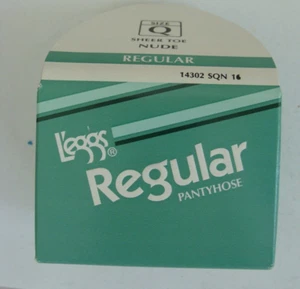 SIZE
Q
SHEER TOE
NUDE
REGULAR
14302 SQN 16
L'eggs®
Regular
PANTYHOSE